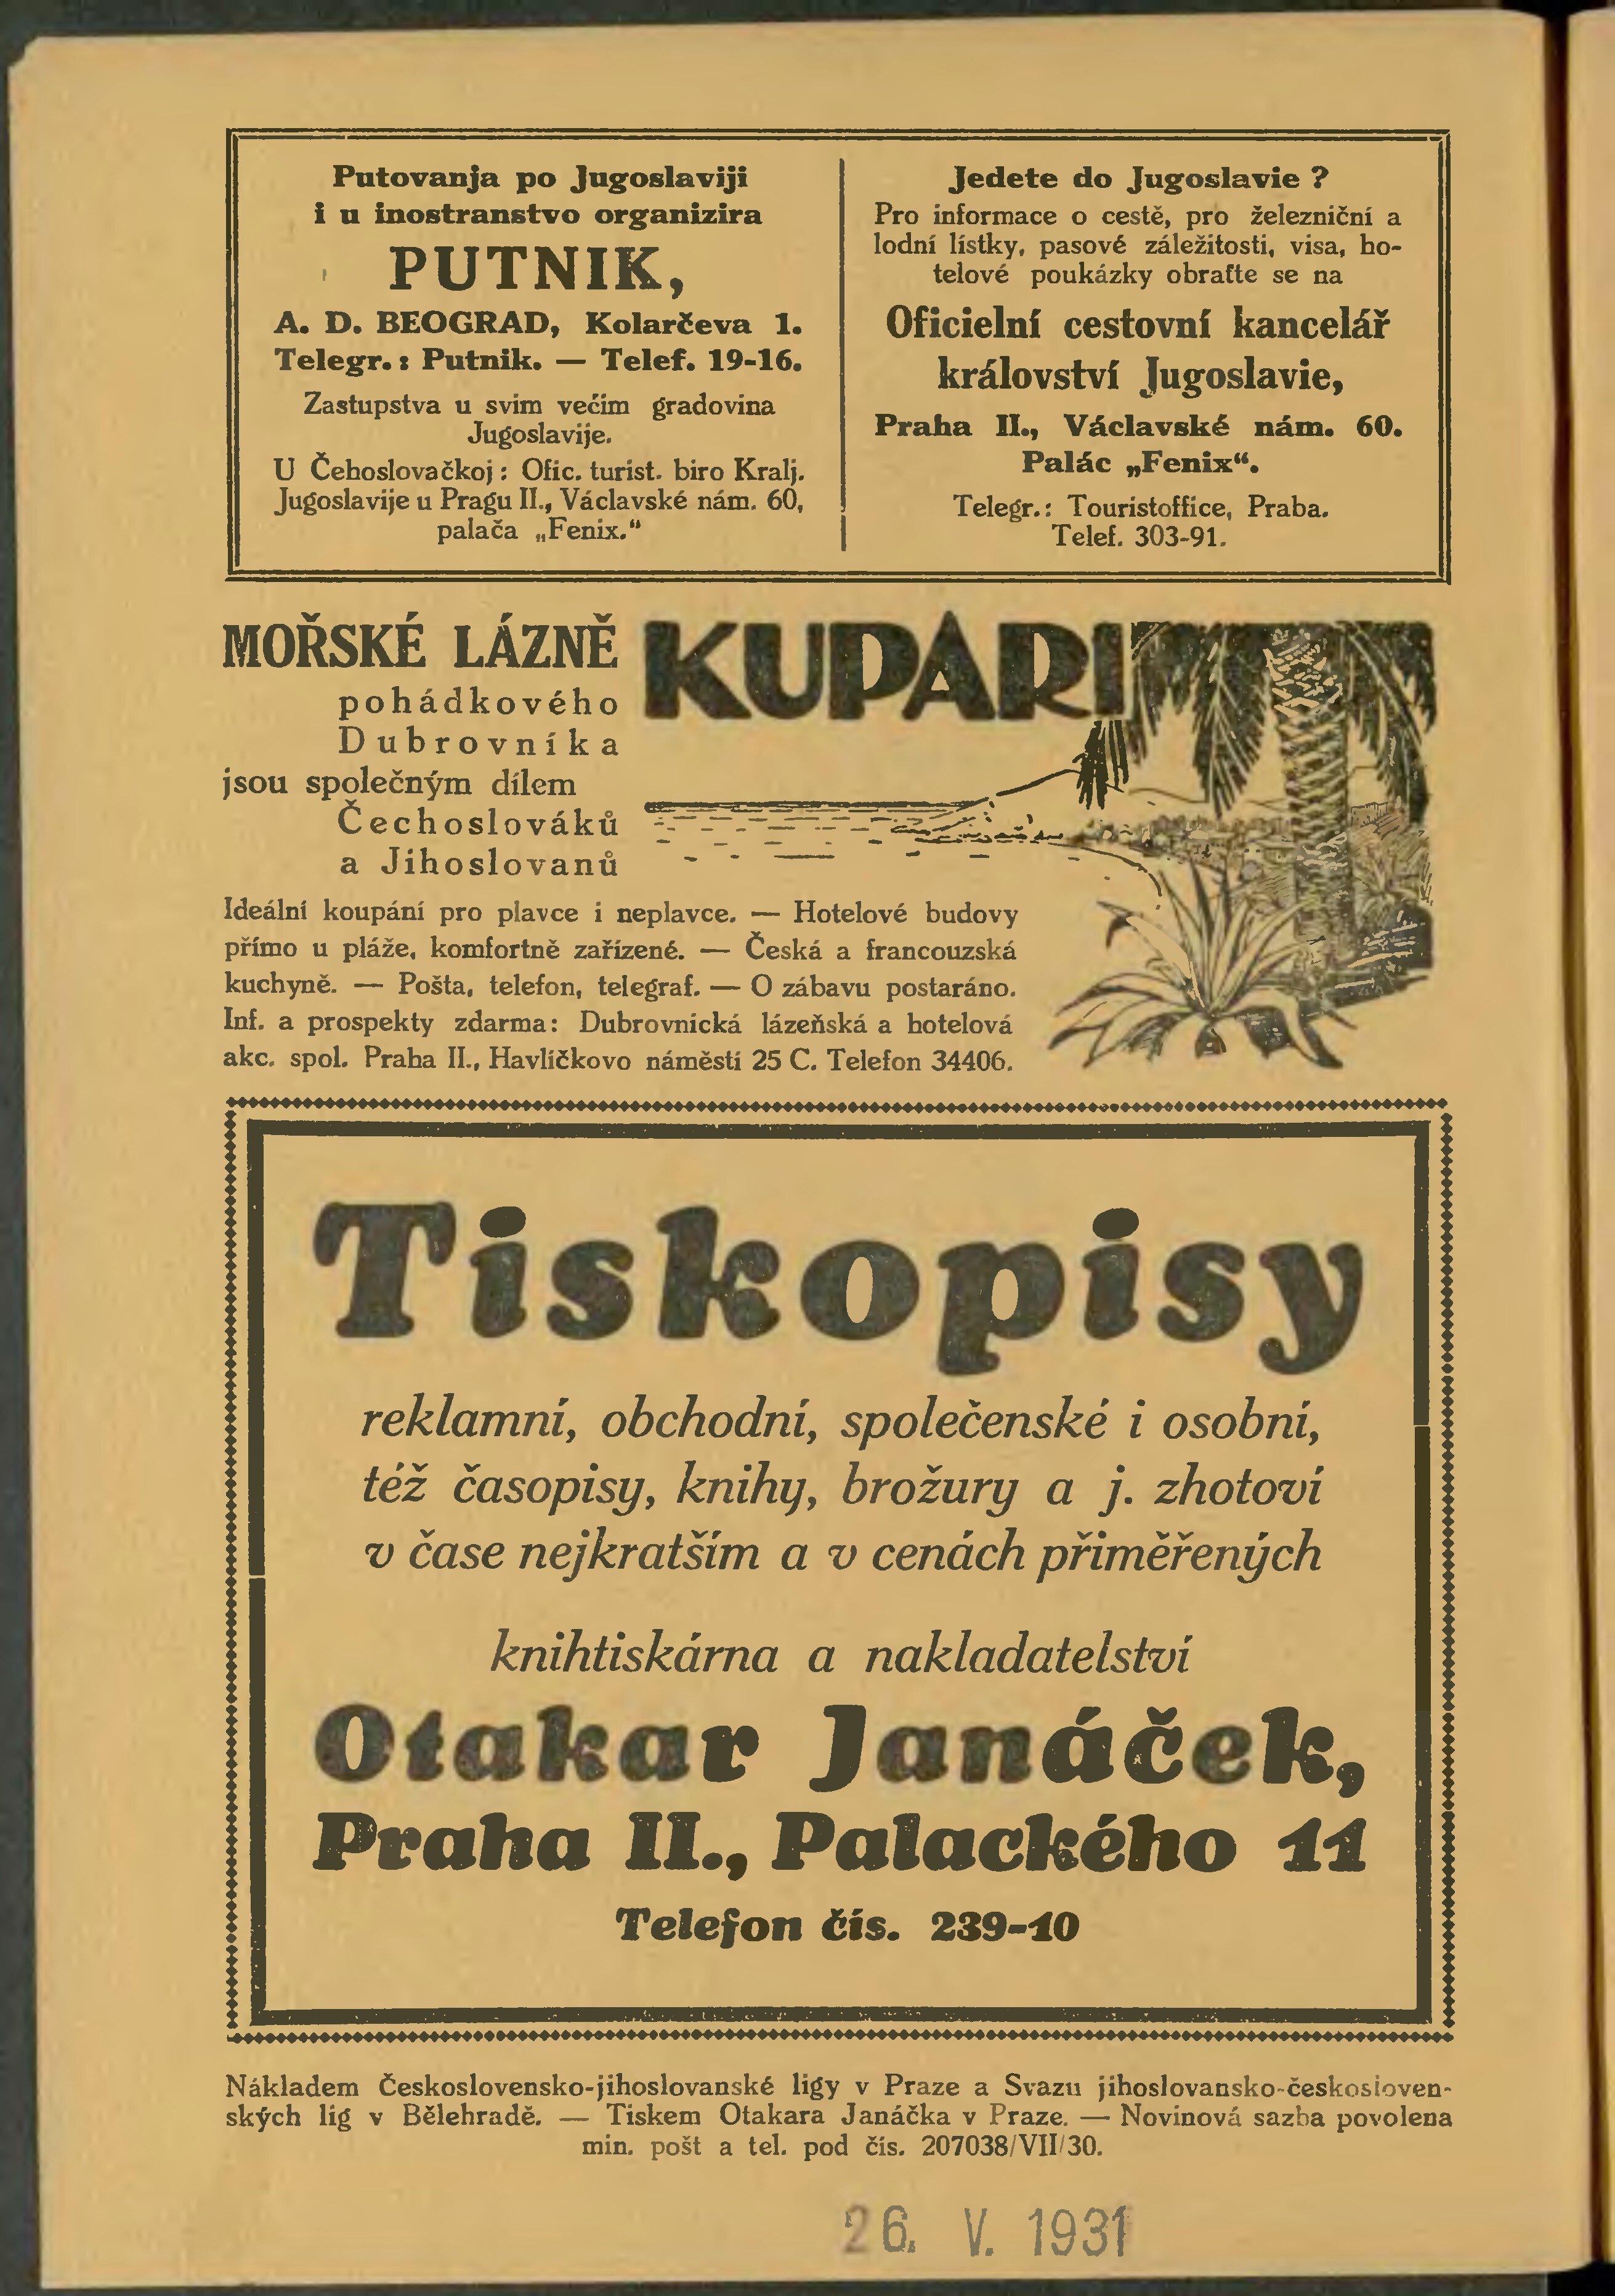 Putovanja po Jugoslaviji
i u inostranstvo organizira
PUTNIK,
A. D. BEOGRAD, Kolarčeva 1.
Telegr.: Putnik. — Telef. 19-16.
Zastupstva u svim većim gradovina
Jugoslavije.
U Čehoslovačkoj: Ofic. turist. biro Kralj.
Jugoslavije u Pragu II., Václavské nám. 60,
palača „Fenix.“
Jedete do Jugoslavie ?
Pro informace o cestě, pro železniční a
lodní lístky, pasové záležitosti, visa, ho-
telové poukázky obraťte se na
Oficielní cestovní kancelář
království Jugoslavie,
Praha II., Václavské nám. 60.
Palác „Fenix“.
Telegr.: Touristoffice, Praha.
Telef. 303-91.
MOŘSKÉ LÁZNĚ KUPARI
pohádkového
Dubrovníka
jsou společným dílem
Čechoslováků
a Jihoslovanů
Ideální koupání pro plavce i neplavce. — Hotelové budovy
přímo u pláže, komfortně zařízené. — Česká a francouzská
kuchyně. — Pošta, telefon, telegraf. — O zábavu postaráno.
Inf. a prospekty zdarma: Dubrovnická lázeňská a hotelová
akc. spol. Praha II., Havlíčkovo náměstí 25 C. Telefon 34406.
Tiskopisy
reklamní, obchodní, společenské i osobní,
též časopisy, knihy, brožury a j. zhotoví
v čase nejkratším a v cenách přiměřených
knihtiskárna a nakladatelství
Otakar Janáček,
Praha II., Palackého 11
Telefon čís. 239-10
Nákladem Československo-jihoslovanské ligy v Praze a Svazu jihoslovansko-českosloven-
ských lig v Bělehradě. — Tiskem Otakara Janáčka v Praze. — Novinová sazba povolena
min. pošt a tel. pod čís. 207038/VII/30.
26. V. 1931